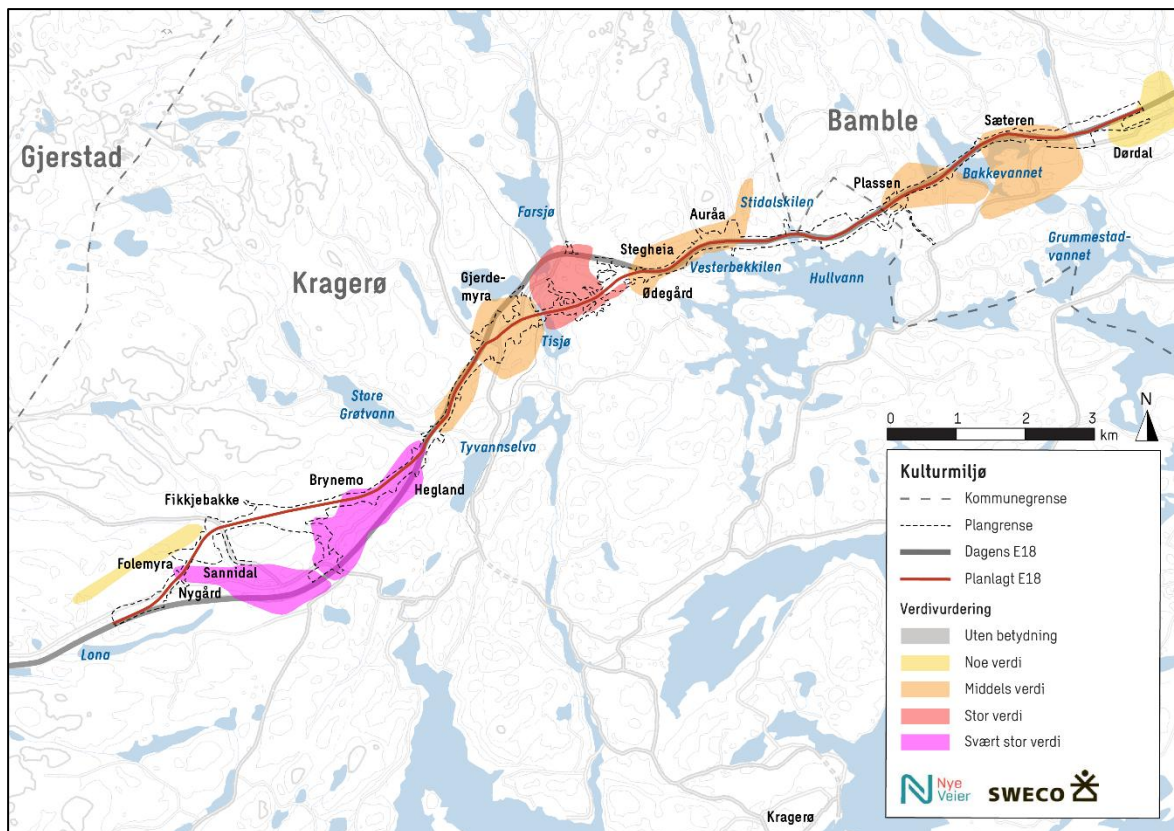 Gjerstad
Bamble
Sæteren
Dørdal
Bakkevannet
Plassen
Stidalskilen
Auråa
Farsjø
Stegheia
Vesterbekkilen
Hullvann
Grummestad-
vannet
Kragerø
Gjerde-
myra
Ødegård
Tisjø
Store
Grøtvann
Tyvannselva
Brynemo
Hegland
Fikkjebakke
Folemyra
Sannidal
Nygård
Lona
Kragerø
0 1 2 3
km
N
Kulturmiljø
Kommunegrense
Plangrense
Dagens E18
Planlagt E18
Verdivurdering
Uten betydning
Noe verdi
Middels verdi
Stor verdi
Svært stor verdi
Nye
Veier
SWECO